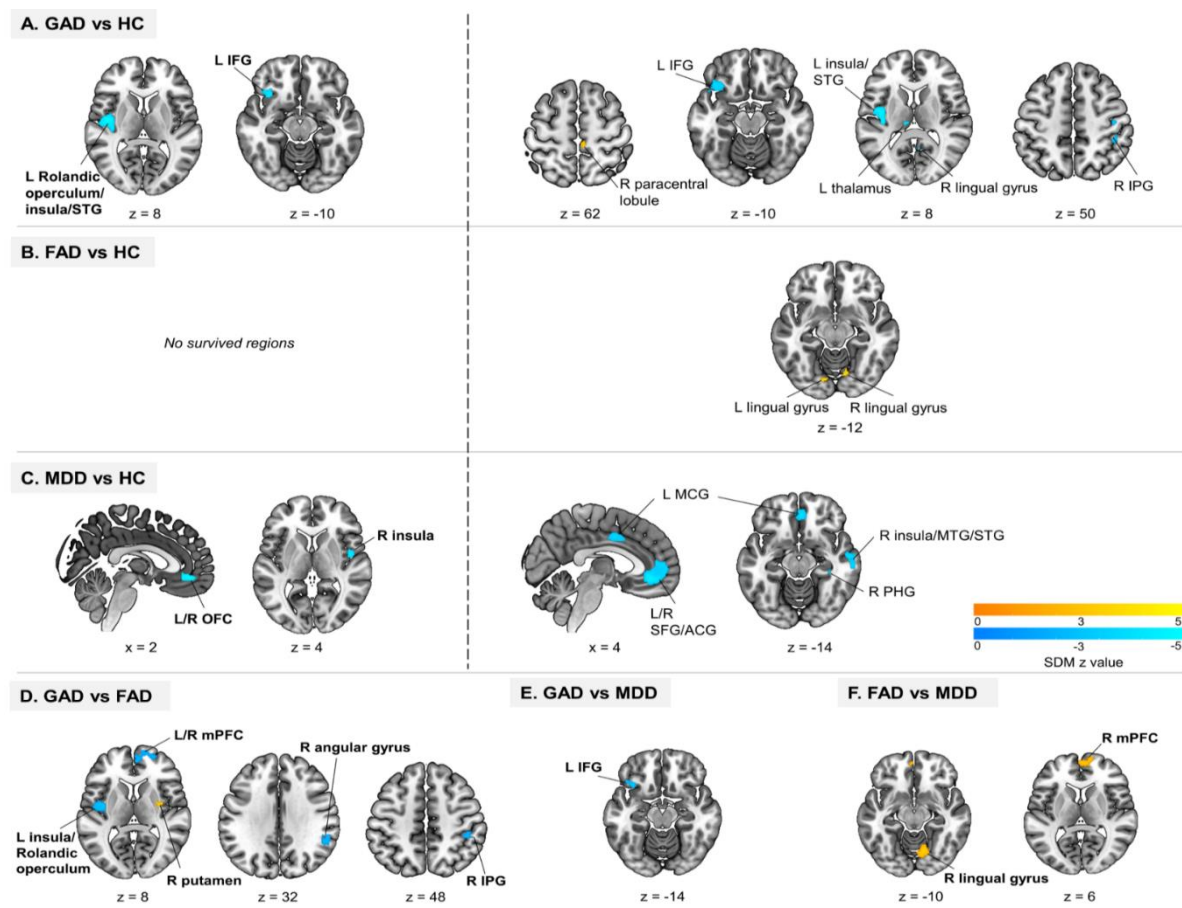 A. GAD vs HC
L IFG
L Rolandic
operculum/
insula/STG
z = 8
z = -10
L IFG
L insula/
STG
R paracentral
lobule
L thalamus
R lingual gyrus
R IPG
z = 62
z = -10
z = 8
z = 50
B. FAD vs HC
No survived regions
L lingual gyrus
R lingual gyrus
z = -12
C. MDD vs HC
R insula
L/R OFC
x = 2
z = 4
L MCG
R insula/MTG/STG
R PHG
L/R
SFG/ACG
x = 4
z = -14
0 3 5
0 -3 -5
SDM z value
D. GAD vs FAD
L/R mPFC
R angular gyrus
L insula/
Rolandic
operculum
R putamen
R IPG
z = 8
z = 32
z = 48
E. GAD vs MDD
L IFG
z = -14
F. FAD vs MDD
R mPFC
R lingual gyrus
z = -10
z = 6